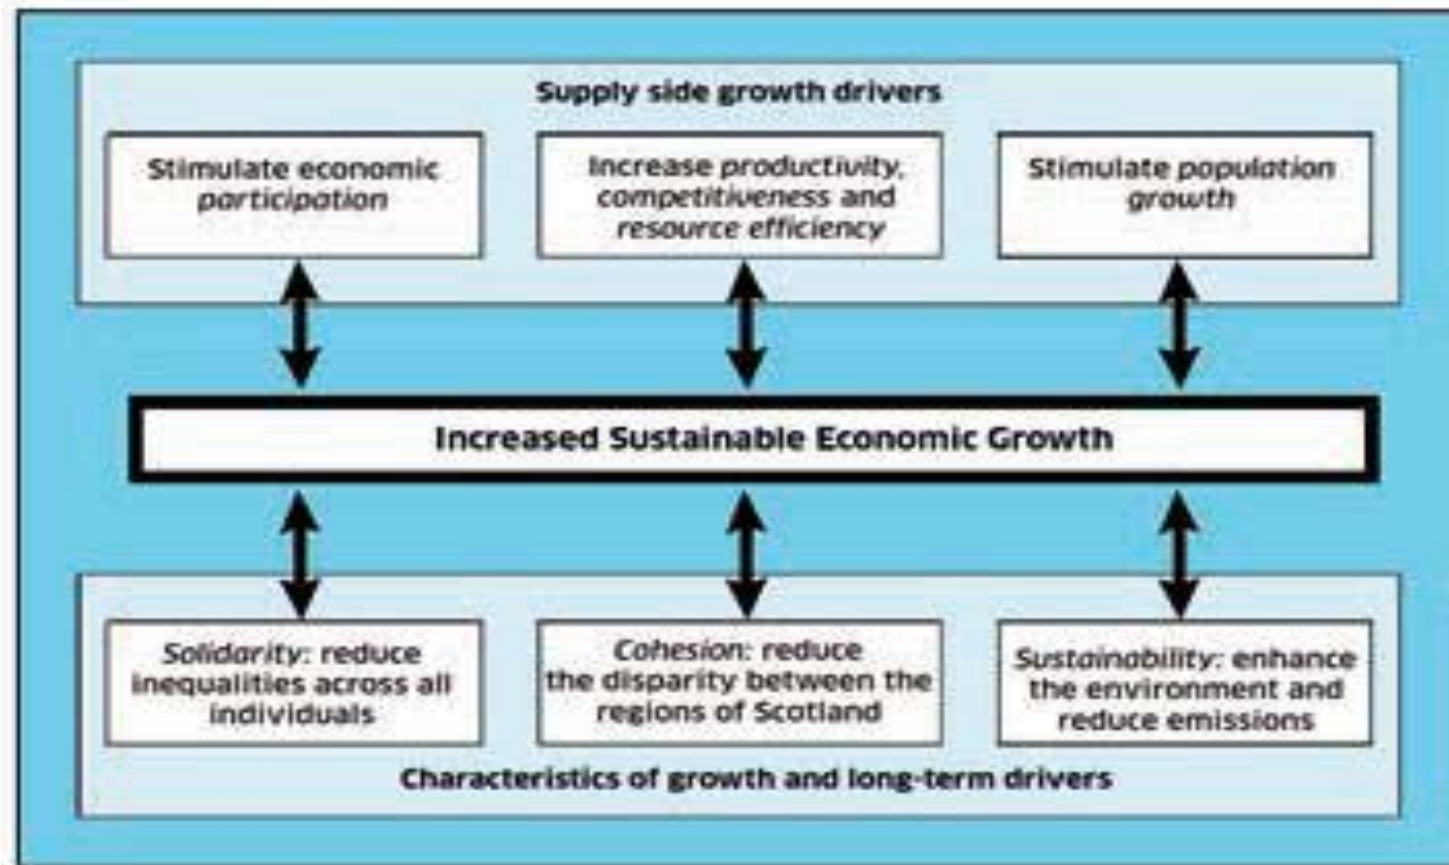 Supply side growth drivers
Stimulate economic
participation
Increase productivity,
competitiveness and
resource efficiency
Stimulate population
growth
Increased Sustainable Economic Growth
Solidarity: reduce
inequalities across all
individuals
Cohesion: reduce
the disparity between the
regions of Scotland
Sustainability: enhance
the environment and
reduce emissions
Characteristics of growth and long-term drivers